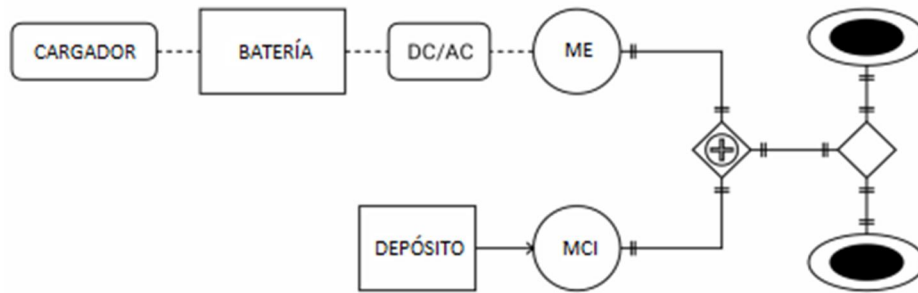 CARGADOR
BATERÍA
DC/AC
ME
DEPÓSITO
MCI